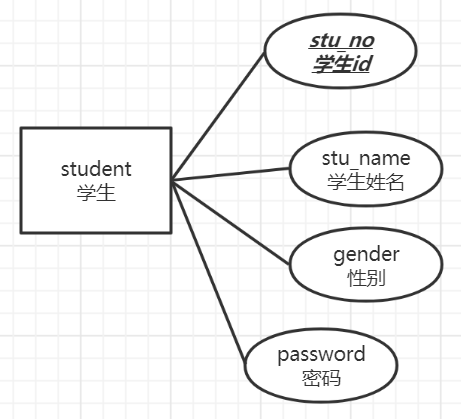 stu_no
学生id
student
学生
stu_name
学生姓名
gender
性别
password
密码